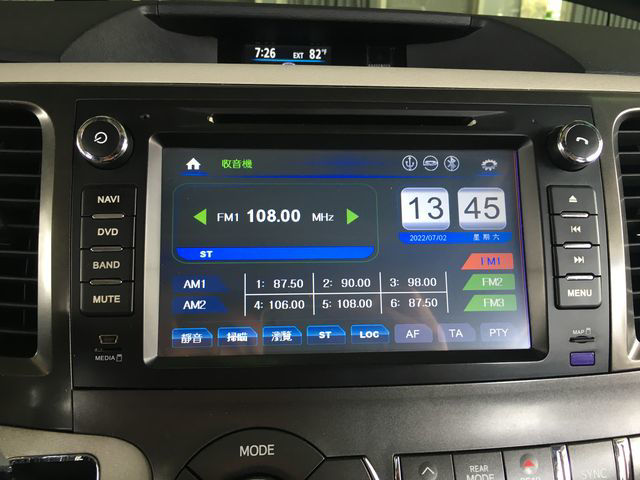 7:26 EXT 82°F
收音機
NAVI
DVD
BAND
MUTE
MEDIA
FM1 108.00 MHz
ST
13 45
2022/07/02 星期六
FM1
FM2
FM3
AM1 1: 87.50 2: 90.00 3: 98.00
AM2 4: 106.00 5: 108.00 6: 87.50
靜音 掃瞄 瀏覽 ST LOC AF TA PTY
MENU
MAP
MODE
REAR
MODE
REAR
SYNC